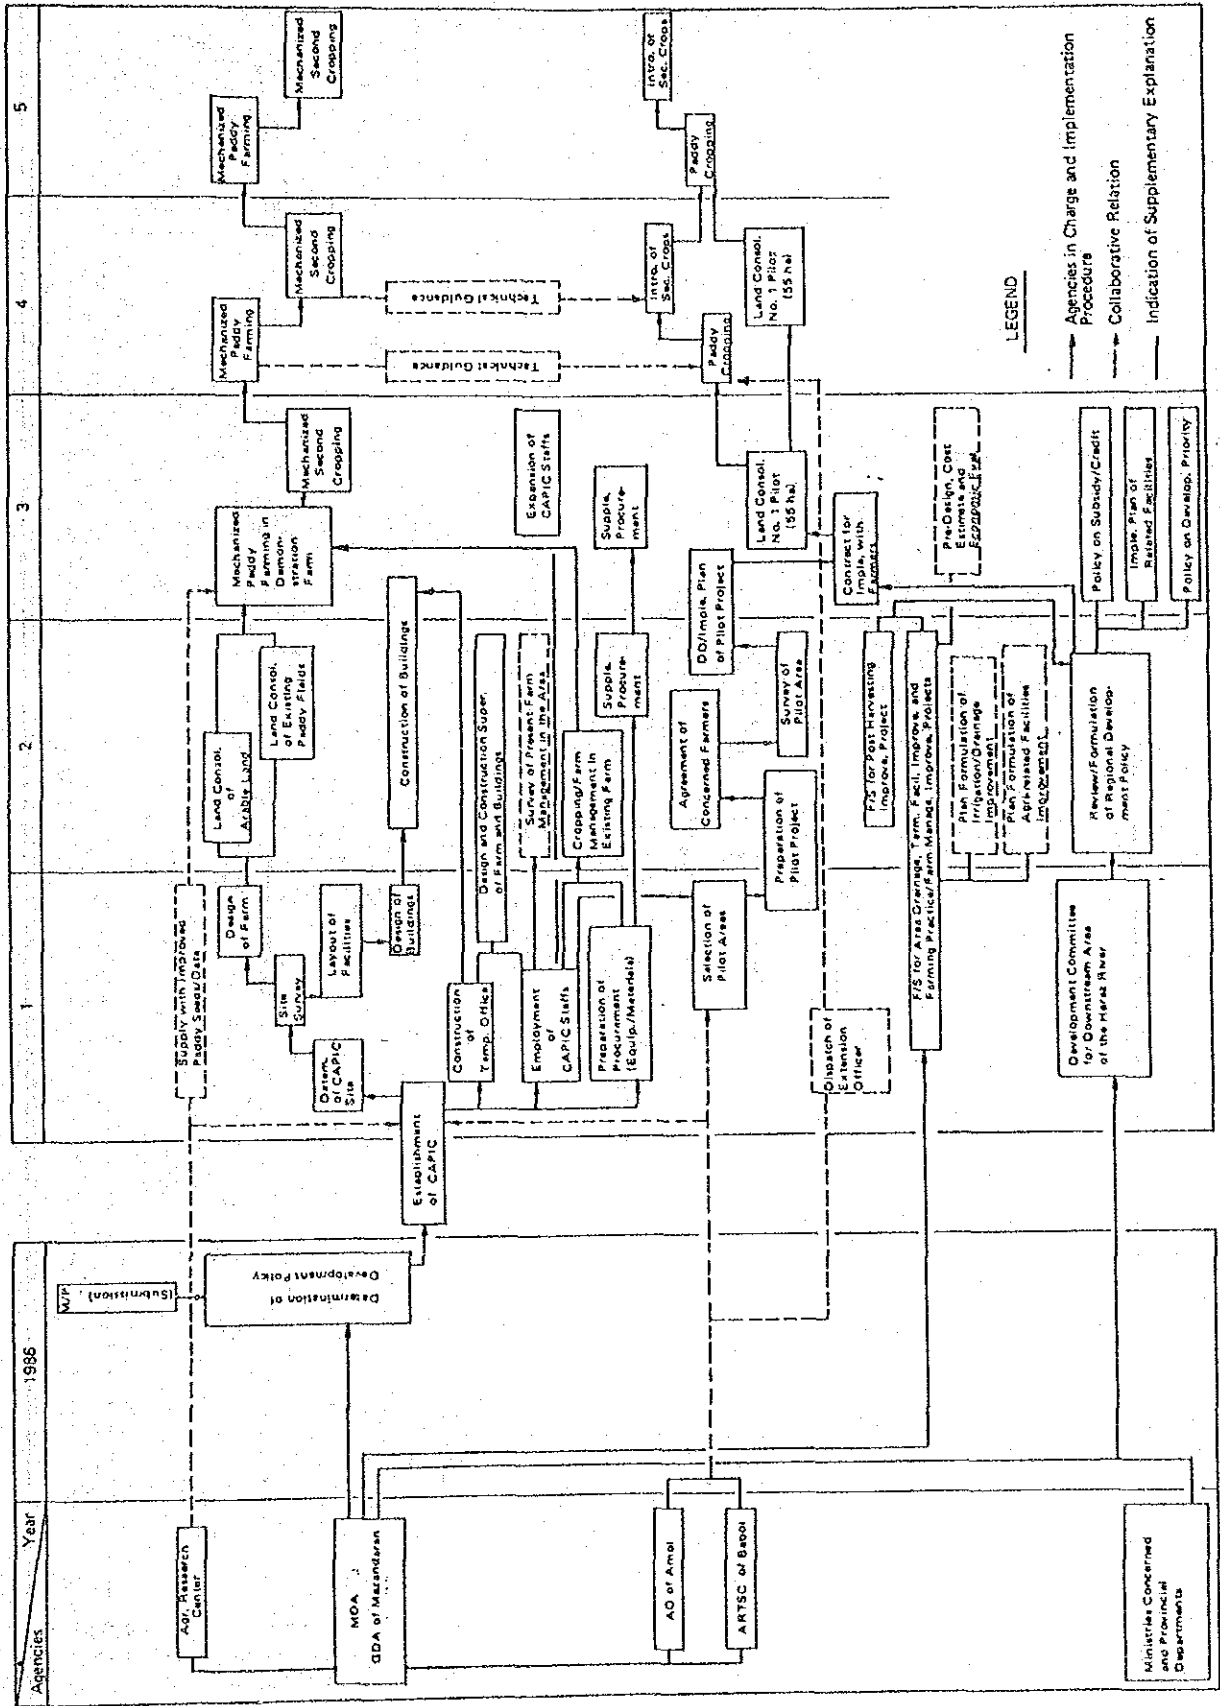 Agencies
Year
1986
1
2
3
4
5
Agr. Research
Center
MOA
GDA of Mazandaran
AO of Amol
ARTSC of Babol
Ministries Concerned
and Provincial
Departments
M/P
(Submission)
Determination of
Development Policy
Establishment
of CAPIC
Supply with Improved
Paddy Seeds/Data
Determ.
of CAPIC
Site
Site
Survey
Design
of Farm
Layout of
Facilities
Design of
Buildings
Construction
of
Temp. Office
Employment
of
CAPIC Staffs
Preparation of
Procurement
(Equip./Materials)
Selection of
Pilot Areas
Dispatch of
Extension
Officer
Development Committee
for Downstream Area
of the Haraz River
Land Consol.
of
Arable Land
Land Consol.
of Existing
Paddy Fields
Construction of Buildings
Design and Construction Super.
of Farm and Buildings
Survey of Present Farm
Management in the Area
Cropping/Farm
Management in
Existing Farm
Supple.
Procure-
ment
Agreement of
Concerned Farmers
Preparation of
Pilot Project
Survey of
Pilot Area
DD/Imple. Plan
of Pilot Project
F/S for Post Harvesting
Improve. Project
F/S for Area Drainage, Term. Facil. Improve. and
Farming Practice/Farm Manage. Improve. Projects
Plan Formulation of
Irrigation/Drainage
Improvement
Plan Formulation of
Agri-related Facilities
Improvement
Review/Formulation
of Regional Develop-
ment Policy
Mechanized
Paddy
Farming in
Demon-
stration
Farm
Mechanized
Second
Cropping
Expansion of
CAPIC Staffs
Supple.
Procure-
ment
Land Consol.
No. 1 Pilot
(55 ha)
Contract for
Imple. with
Farmers
Pre-Design, Cost
Estimate and
Economic Eval.
Policy on Subsidy/Credit
Imple. Plan of
Related Facilities
Policy on Develop. Priority
Mechanized
Paddy
Farming
Mechanized
Second
Cropping
Technical Guidance
Technical Guidance
Paddy
Cropping
Intro. of
Sec. Crops
Land Consol.
No. 1 Pilot
(55 ha)
Mechanized
Paddy
Farming
Mechanized
Second
Cropping
Paddy
Cropping
Intro. of
Sec. Crops
LEGEND
Agencies in Charge and Implementation
Procedure
Collaborative Relation
Indication of Supplementary Explanation